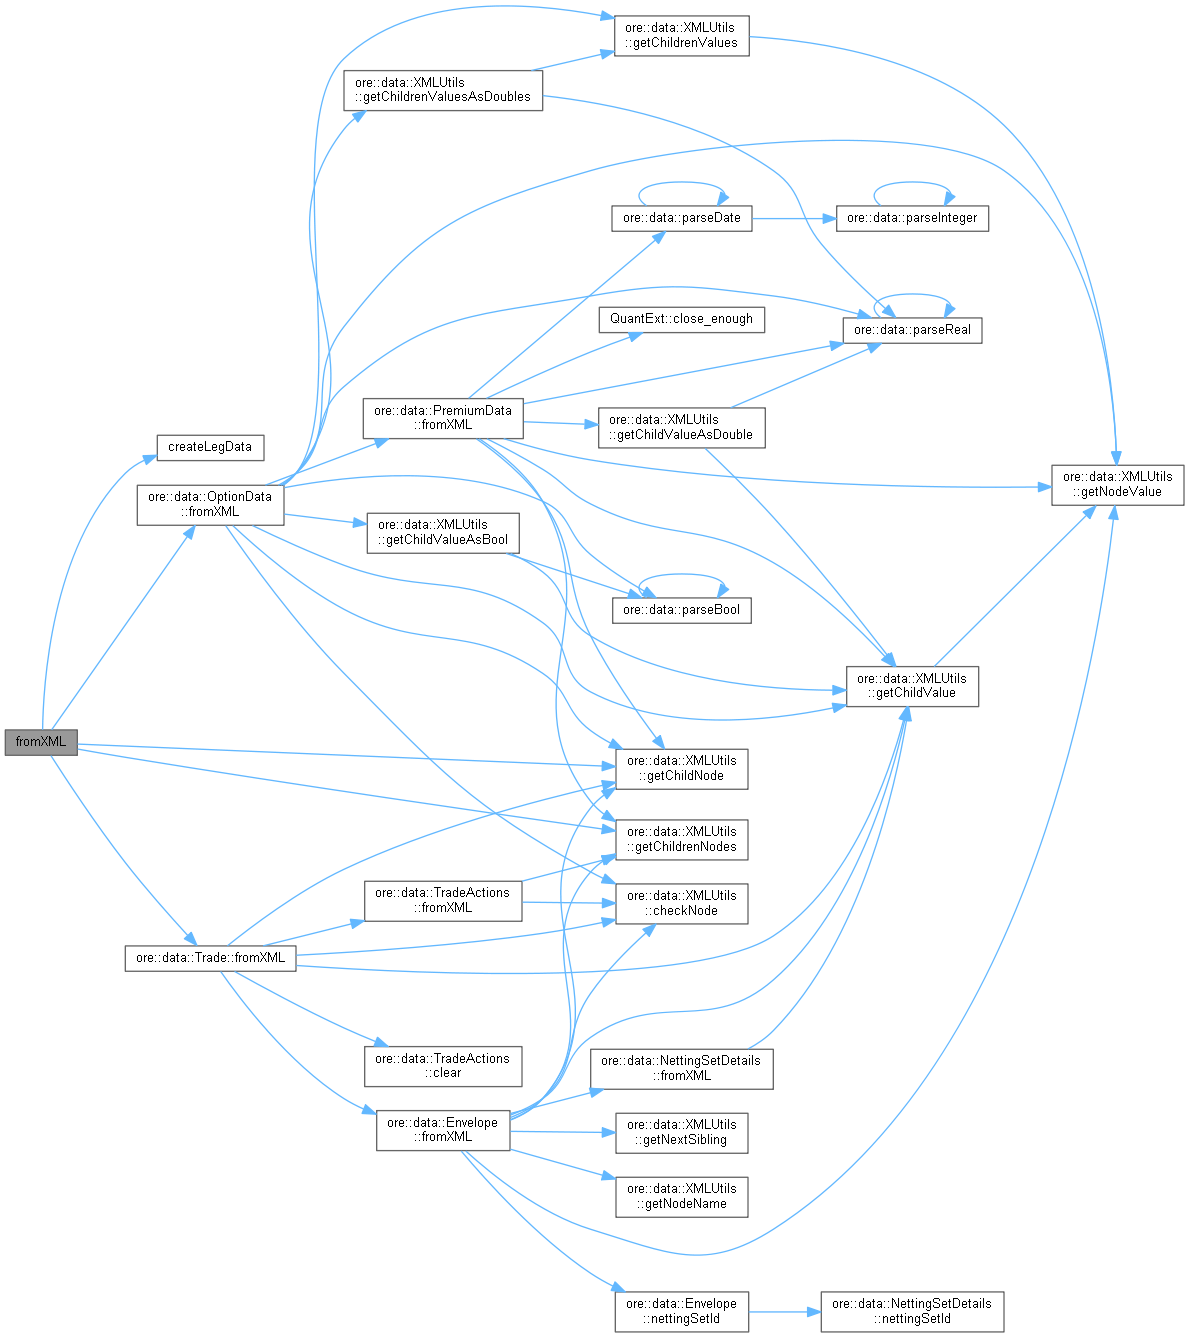 ore::data::XMLUtils
::getChildrenValues
ore::data::XMLUtils
::getChildrenValuesAsDoubles
ore::data::parseDate
ore::data::parseInteger
QuantExt::close_enough
ore::data::parseReal
ore::data::PremiumData
::fromXML
ore::data::XMLUtils
::getChildValueAsDouble
createLegData
ore::data::XMLUtils
::getNodeValue
ore::data::OptionData
::fromXML
ore::data::XMLUtils
::getChildValueAsBool
ore::data::parseBool
ore::data::XMLUtils
::getChildValue
fromXML
ore::data::XMLUtils
::getChildNode
ore::data::XMLUtils
::getChildrenNodes
ore::data::TradeActions
::fromXML
ore::data::XMLUtils
::checkNode
ore::data::Trade::fromXML
ore::data::TradeActions
::clear
ore::data::NettingSetDetails
::fromXML
ore::data::Envelope
::fromXML
ore::data::XMLUtils
::getNextSibling
ore::data::XMLUtils
::getNodeName
ore::data::Envelope
::nettingSetId
ore::data::NettingSetDetails
::nettingSetId